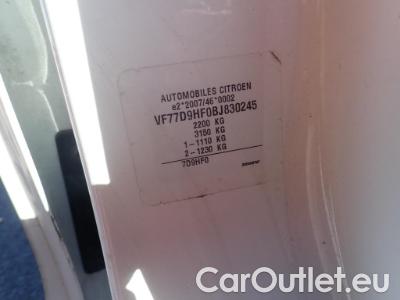 AUTOMOBILES CITROEN
e2*2007/46*0002
VF77D9HF0BJ830245
2200 KG
3150 KG
1-1110 KG
2-1230 KG
7D9HF0
CarOutlet.eu